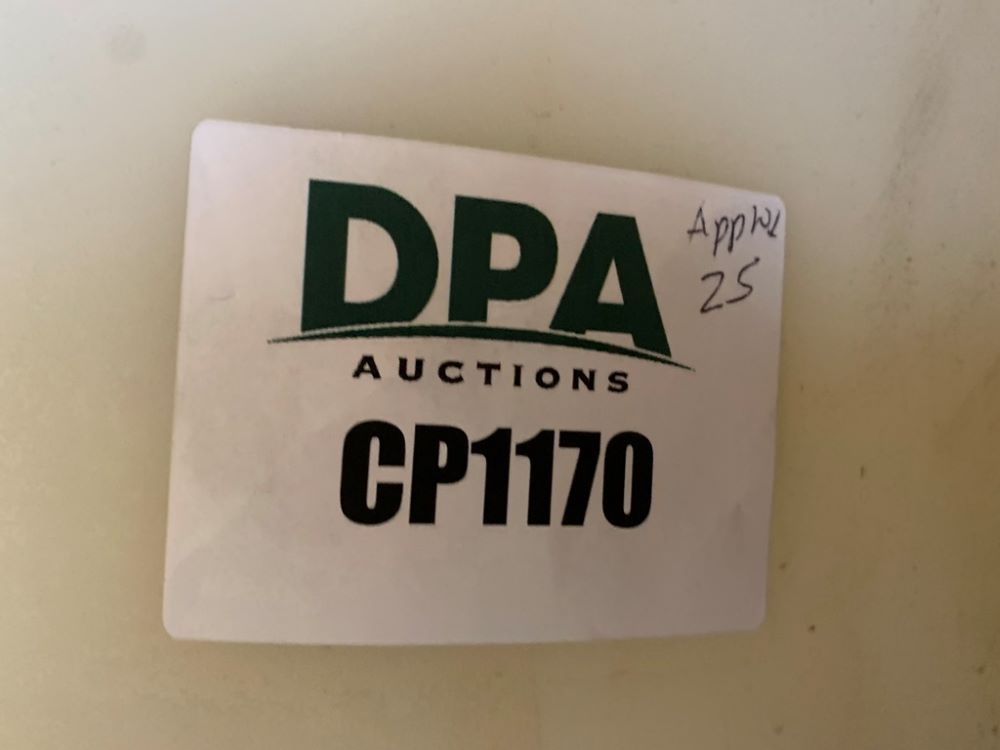 DPA
AUCTIONS
CP1170
25